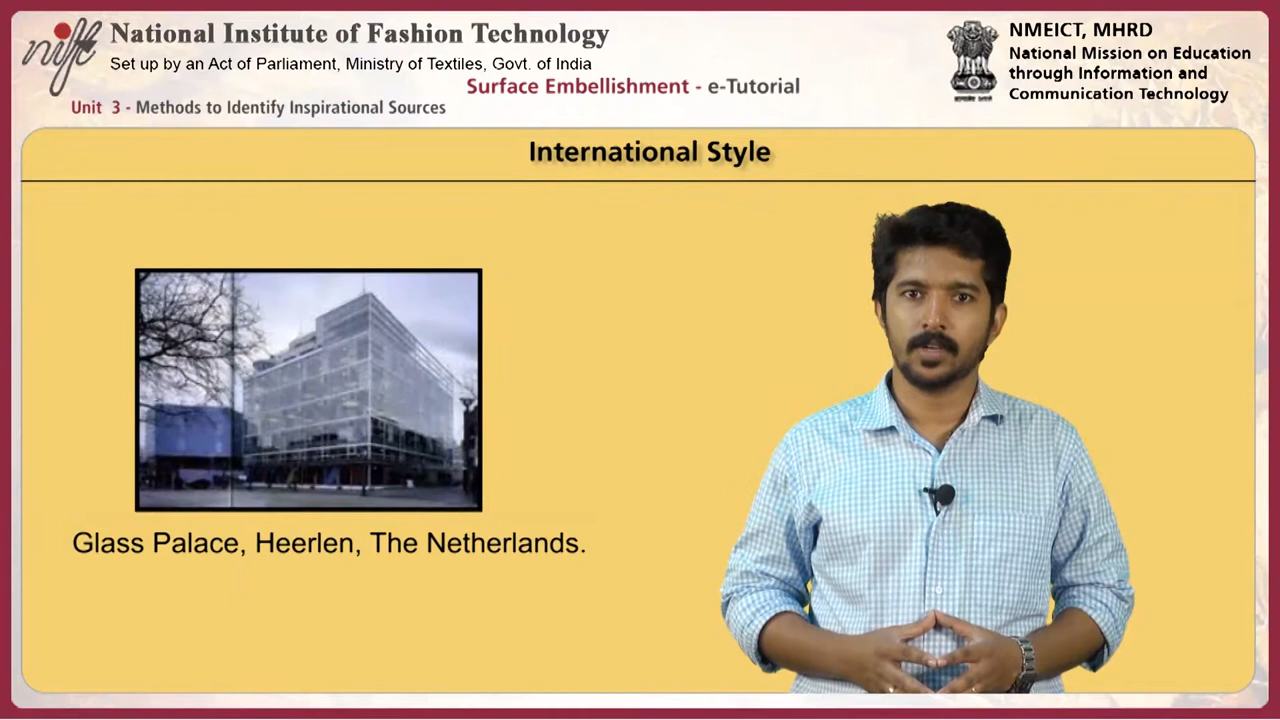 nift
National Institute of Fashion Technology
Set up by an Act of Parliament, Ministry of Textiles, Govt. of India
Surface Embellishment - e-Tutorial
Unit 3 - Methods to Identify Inspirational Sources
NMEICT, MHRD
National Mission on Education
through Information and
Communication Technology
International Style
Glass Palace, Heerlen, The Netherlands.